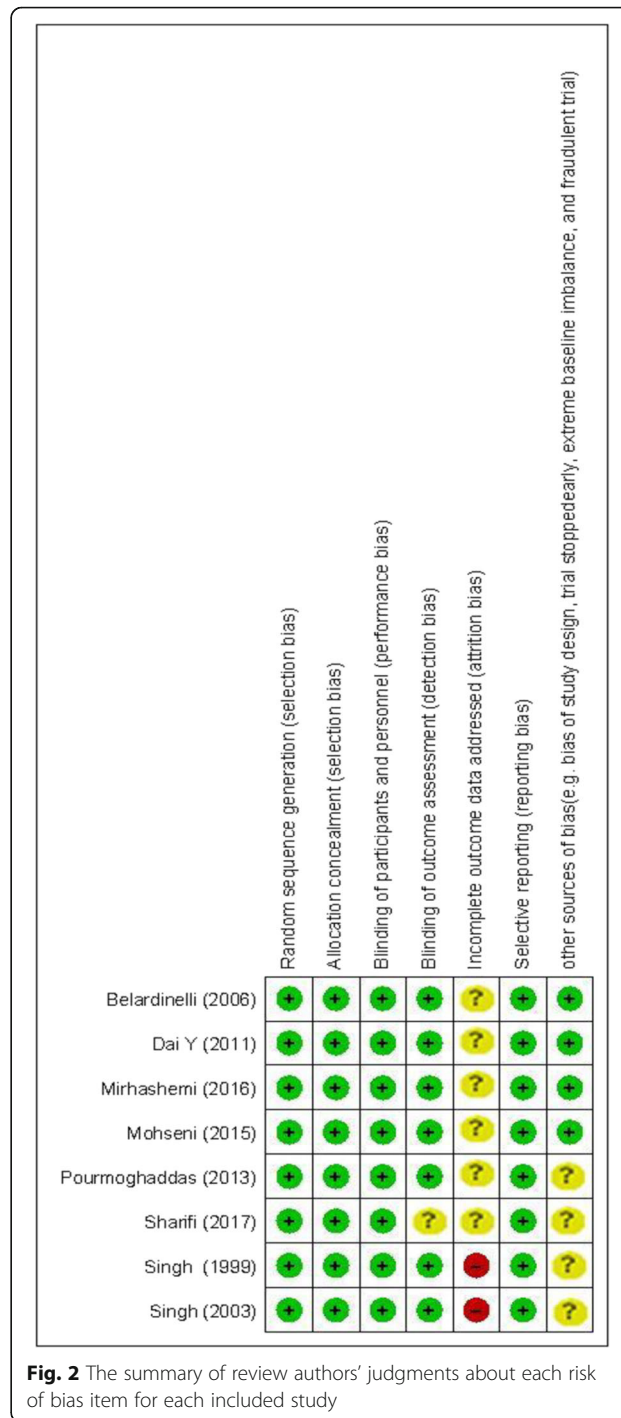 Random sequence generation (selection bias)
Allocation concealment (selection bias)
Blinding of participants and personnel (performance bias)
Blinding of outcome assessment (detection bias)
Incomplete outcome data addressed (attrition bias)
Selective reporting (reporting bias)
other sources of bias(e.g. bias of study design, trial stoppedearly, extreme baseline imbalance, and fraudulent trial)
Belardinelli (2006) + + + + ? + +
Dai Y (2011) + + + + ? + +
Mirhashemi (2016) + + + + ? + +
Mohseni (2015) + + + + ? + +
Pourmoghaddas (2013) + + + + ? + ?
Sharifi (2017) + + + ? ? + ?
Singh (1999) + + + + - + ?
Singh (2003) + + + + - + ?
Fig. 2 The summary of review authors’ judgments about each risk
of bias item for each included study